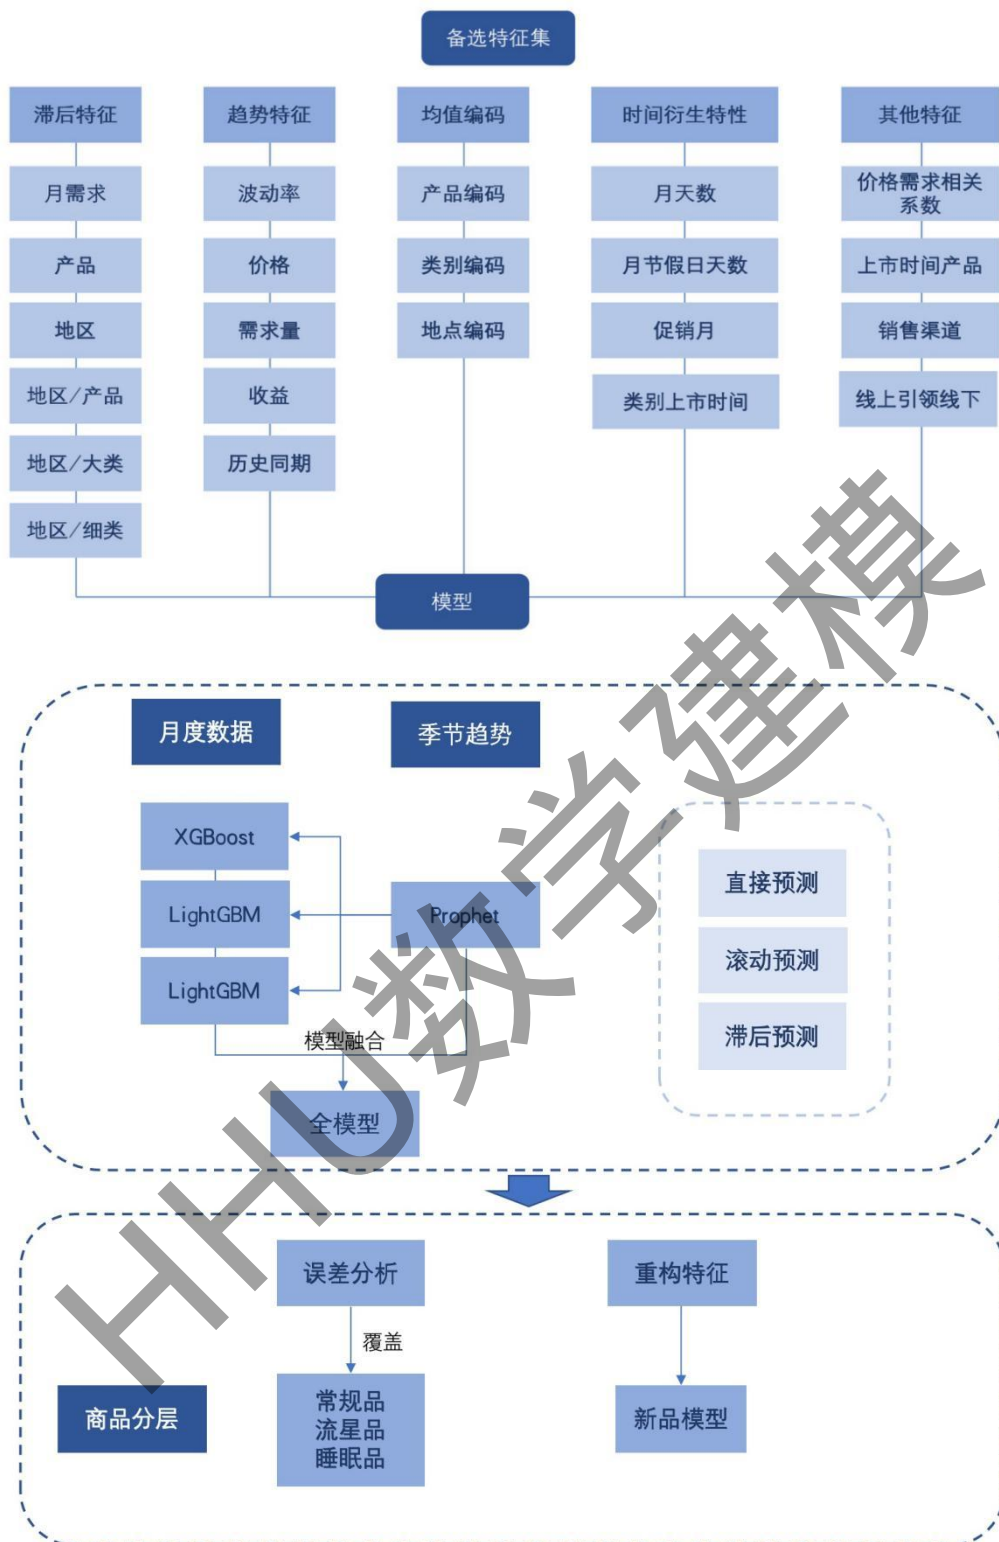 备选特征集
滞后特征
趋势特征
均值编码
时间衍生特性
其他特征
月需求
波动率
产品编码
月天数
价格需求相关
系数
产品
价格
类别编码
月节假日天数
上市时间产品
地区
需求量
地点编码
促销月
销售渠道
地区/产品
收益
类别上市时间
线上引领线下
地区/大类
历史同期
地区/细类
模型
月度数据
季节趋势
XGBoost
LightGBM
Prophet
LightGBM
直接预测
滚动预测
滞后预测
模型融合
全模型
误差分析
重构特征
覆盖
商品分层
常规品
流星品
睡眠品
新品模型
HHU数学建模